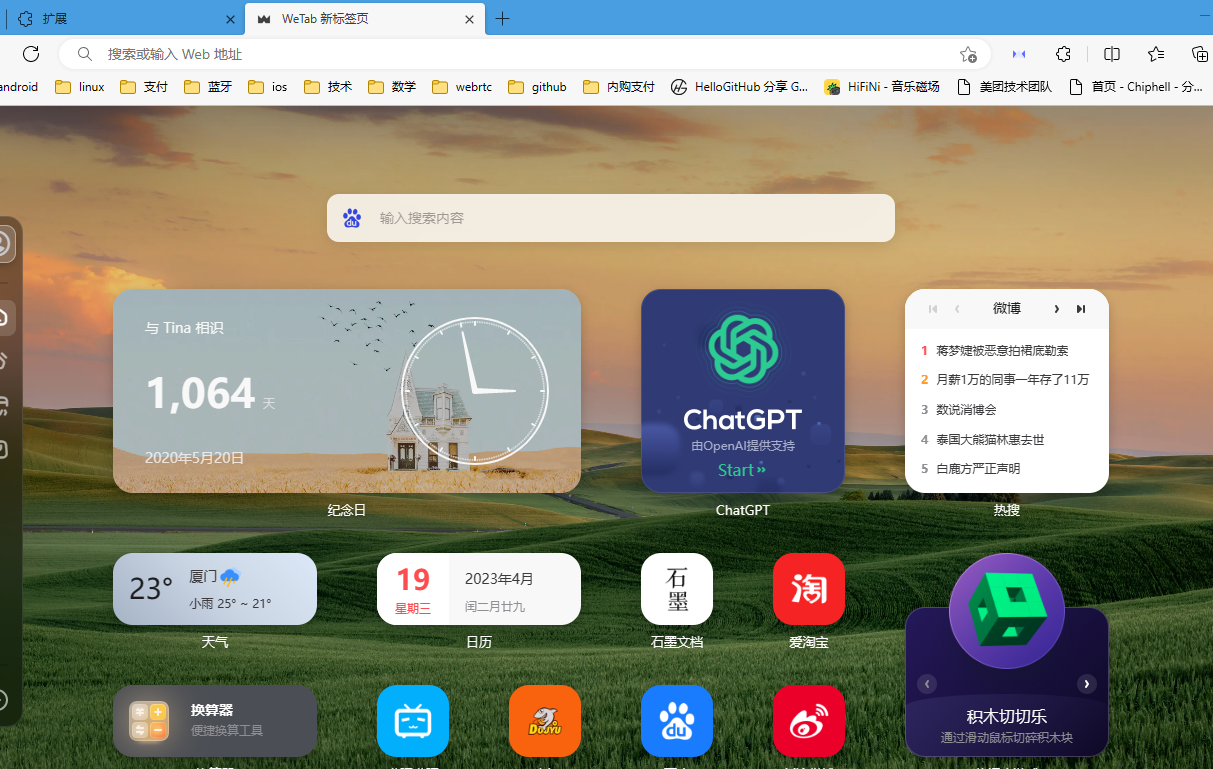 扩展
WeTab 新标签页
搜索或输入 Web 地址
android linux 支付 蓝牙 ios 技术 数学 webrtc github 内购支付 HelloGitHub 分享 G... HiFiNi - 音乐磁场 美团技术团队 首页 - Chiphell - 分...
du 输入搜索内容
与 Tina 相识
1,064 天
2020年5月20日
纪念日
ChatGPT
由OpenAI提供支持
Start
ChatGPT
微博
1 蒋梦婕被恶意拍裙底勒索
2 月薪1万的同事一年存了11万
3 数说消博会
4 泰国大熊猫林惠去世
5 白鹿方严正声明
热搜
23°
厦门
小雨 25° ~ 21°
天气
19
星期三
2023年4月
闰二月廿九
日历
石墨
石墨文档
淘
爱淘宝
换算器
便捷换算工具
DOUYU
du
积木切切乐
通过滑动鼠标切碎积木块